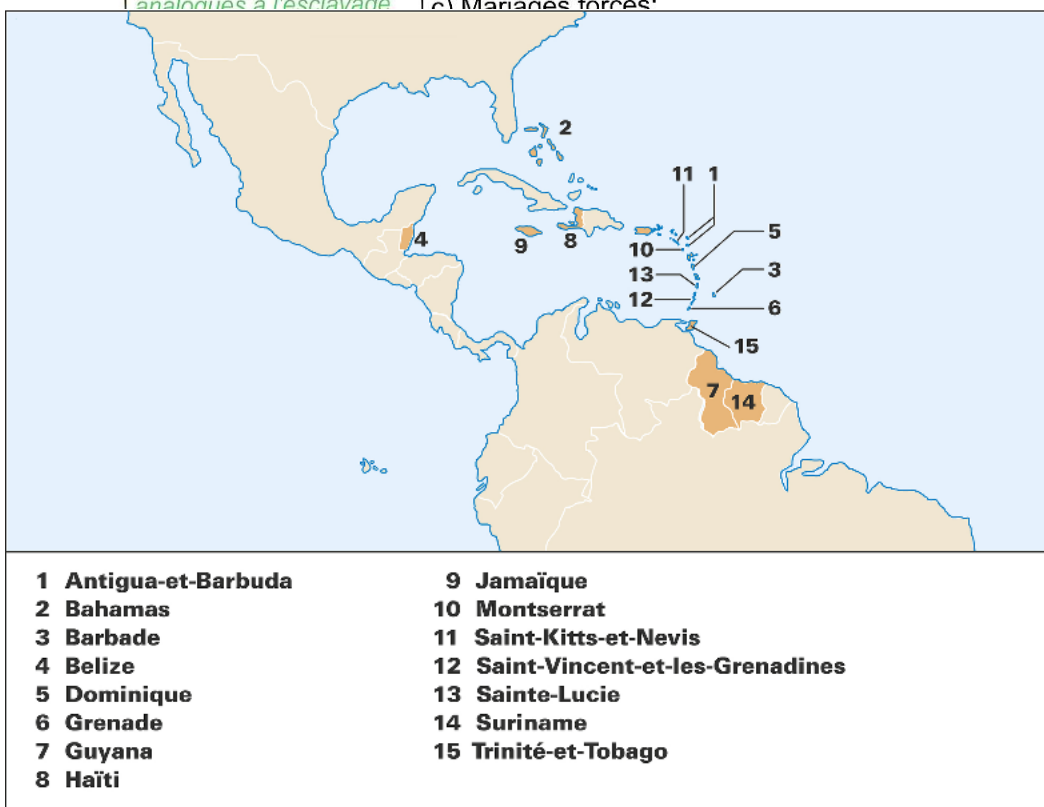 analogues à l'esclavage
c) Mariages forcés:
2
11 1
4
9
8
10
5
13
3
12
6
15
7
14
1 Antigua-et-Barbuda
2 Bahamas
3 Barbade
4 Belize
5 Dominique
6 Grenade
7 Guyana
8 Haïti
9 Jamaïque
10 Montserrat
11 Saint-Kitts-et-Nevis
12 Saint-Vincent-et-les-Grenadines
13 Sainte-Lucie
14 Suriname
15 Trinité-et-Tobago